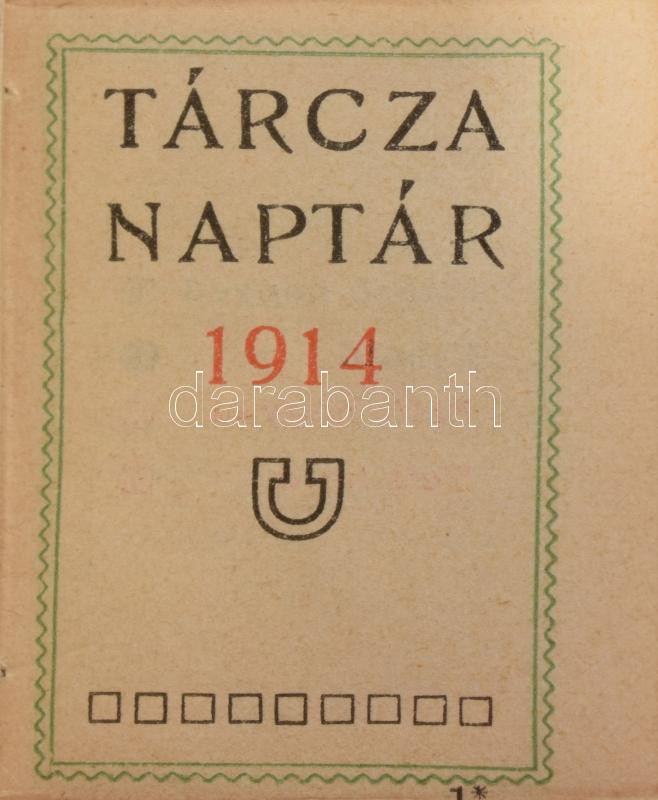 TÁRCZA
NAPTÁR
1914
darabanth
1*